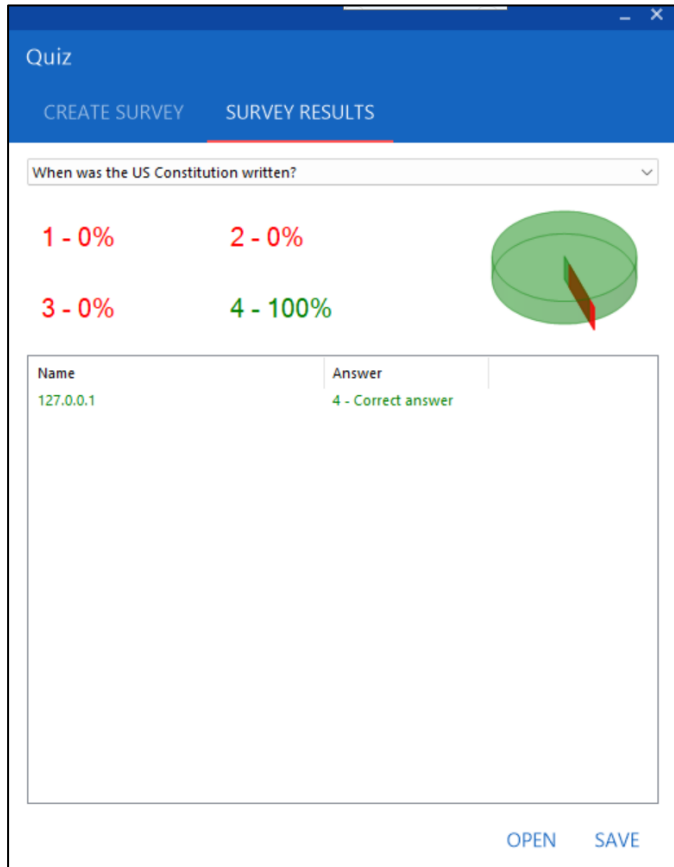 Quiz
CREATE SURVEY SURVEY RESULTS
When was the US Constitution written?
1 - 0% 2 - 0%
3 - 0% 4 - 100%
Name Answer
127.0.0.1 4 - Correct answer
OPEN SAVE